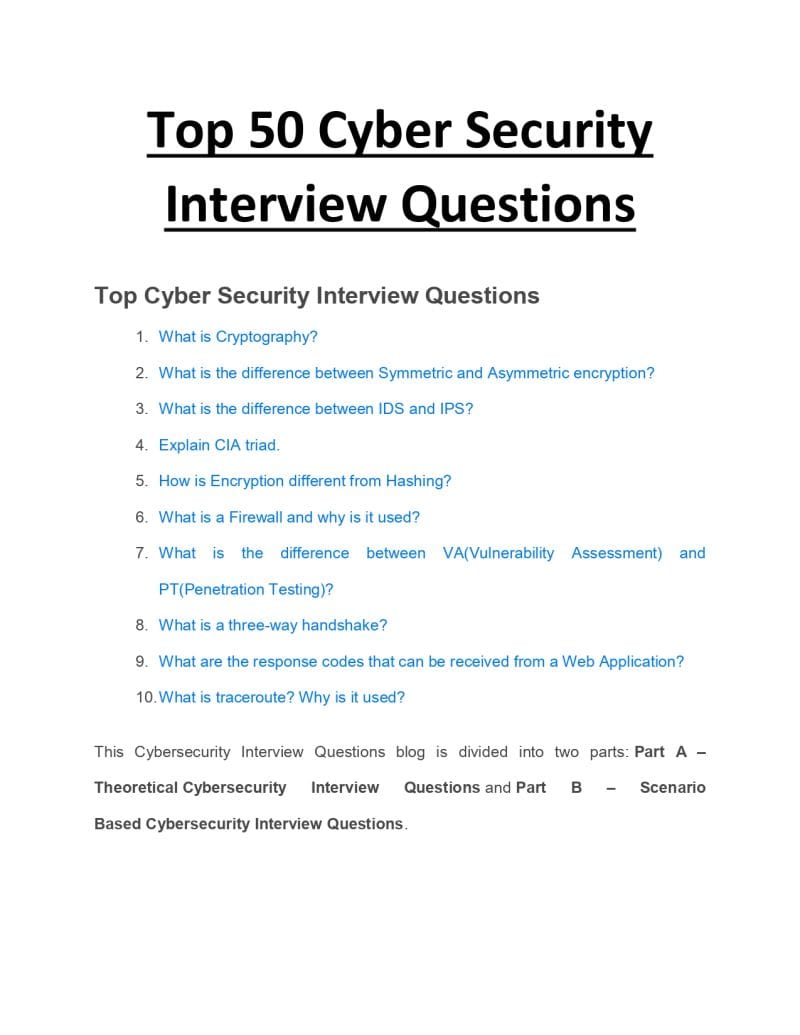 Top 50 Cyber Security
Interview Questions
Top Cyber Security Interview Questions
1. What is Cryptography?
2. What is the difference between Symmetric and Asymmetric encryption?
3. What is the difference between IDS and IPS?
4. Explain CIA triad.
5. How is Encryption different from Hashing?
6. What is a Firewall and why is it used?
7. What is the difference between VA(Vulnerability Assessment) and
PT(Penetration Testing)?
8. What is a three-way handshake?
9. What are the response codes that can be received from a Web Application?
10. What is traceroute? Why is it used?
This Cybersecurity Interview Questions blog is divided into two parts: Part A –
Theoretical Cybersecurity Interview Questions and Part B – Scenario
Based Cybersecurity Interview Questions.